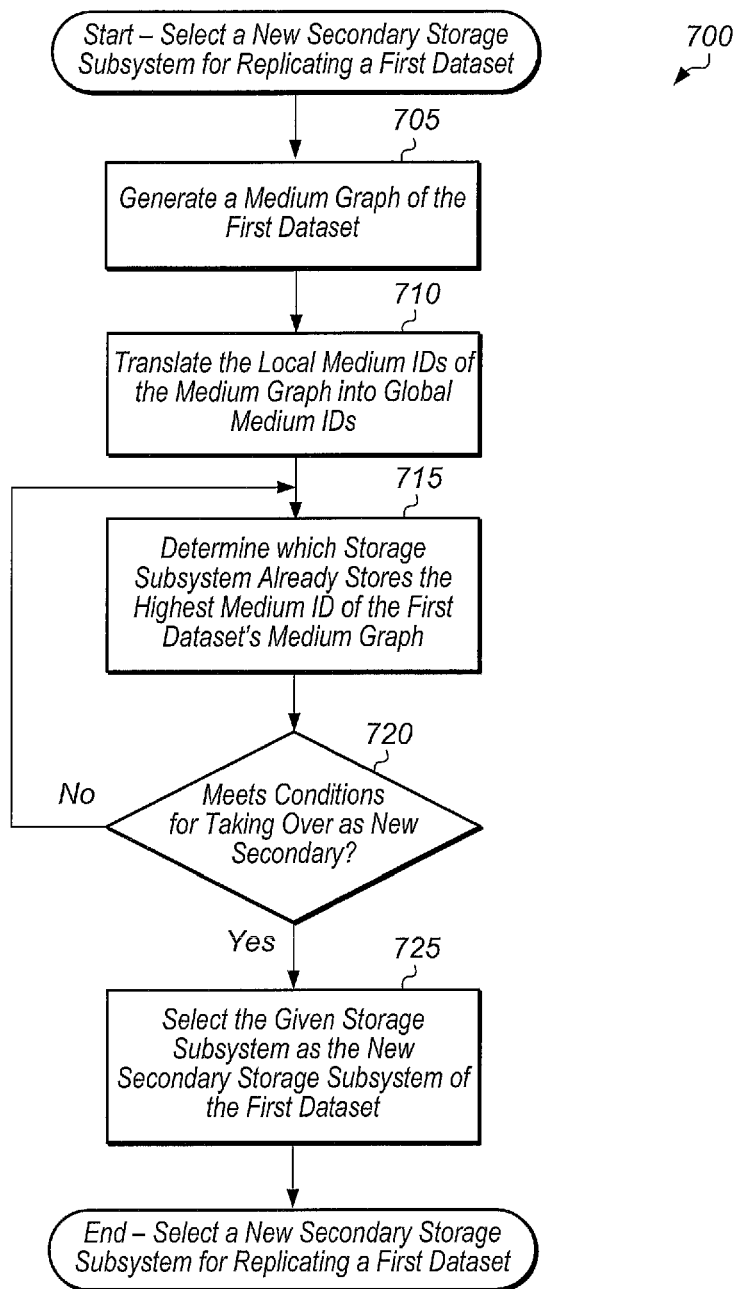 Start – Select a New Secondary Storage
Subsystem for Replicating a First Dataset
700
705
Generate a Medium Graph of the
First Dataset
710
Translate the Local Medium IDs of
the Medium Graph into Global
Medium IDs
715
Determine which Storage
Subsystem Already Stores the
Highest Medium ID of the First
Dataset's Medium Graph
720
Meets Conditions
for Taking Over as New
Secondary?
No
Yes
725
Select the Given Storage
Subsystem as the New
Secondary Storage Subsystem of
the First Dataset
End – Select a New Secondary Storage
Subsystem for Replicating a First Dataset